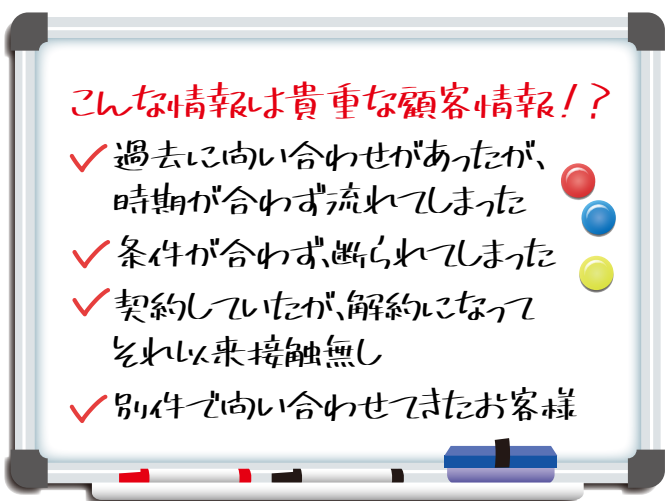 こんな情報は貴重な顧客情報!?
過去に問い合わせがあったが、
時期が合わず流れてしまった
条件が合わず、断られてしまった
契約していたが、解約になって
それ以来接触無し
別件で問い合わせてきたお客様